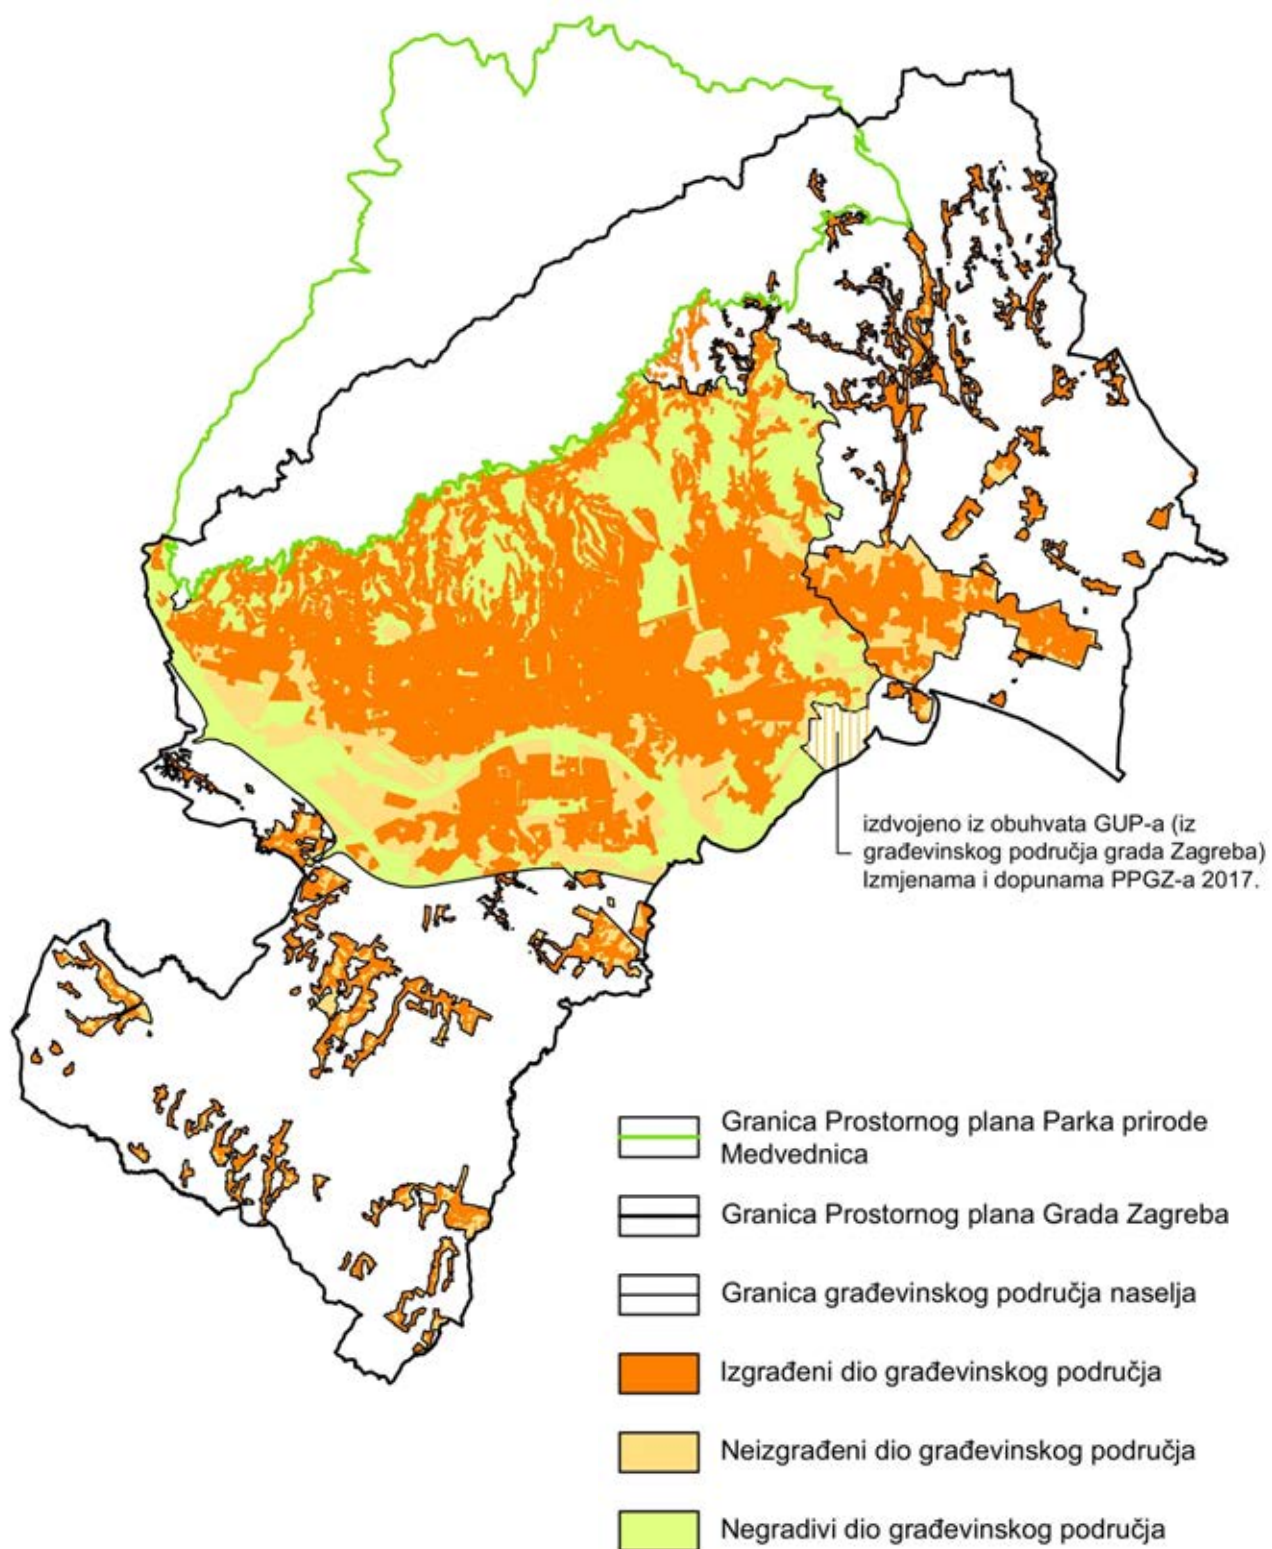 izdvojeno iz obuhvata GUP-a (iz
građevinskog područja grada Zagreba)
Izmjenama i dopunama PPGZ-a 2017.
Granica Prostornog plana Parka prirode
Medvednica
Granica Prostornog plana Grada Zagreba
Granica građevinskog područja naselja
Izgrađeni dio građevinskog područja
Neizgrađeni dio građevinskog područja
Negradivi dio građevinskog područja